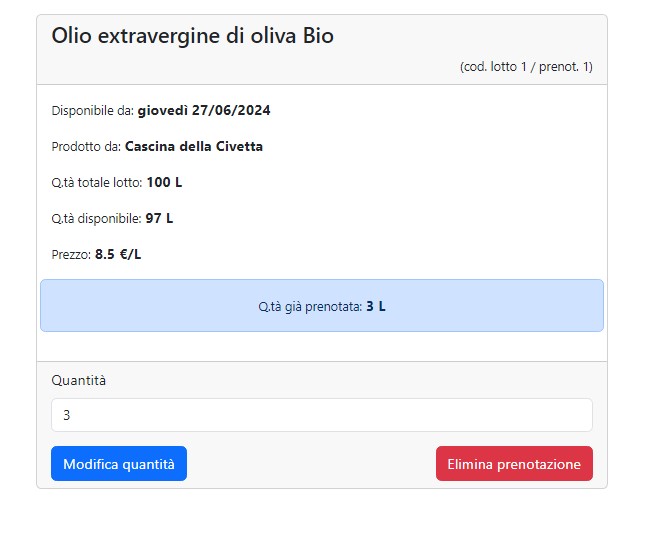 Olio extravergine di oliva Bio
(cod. lotto 1 / prenot. 1)
Disponibile da: giovedì 27/06/2024
Prodotto da: Cascina della Civetta
Q.tà totale lotto: 100 L
Q.tà disponibile: 97 L
Prezzo: 8.5 €/L
Q.tà già prenotata: 3 L
Quantità
3
Modifica quantità
Elimina prenotazione